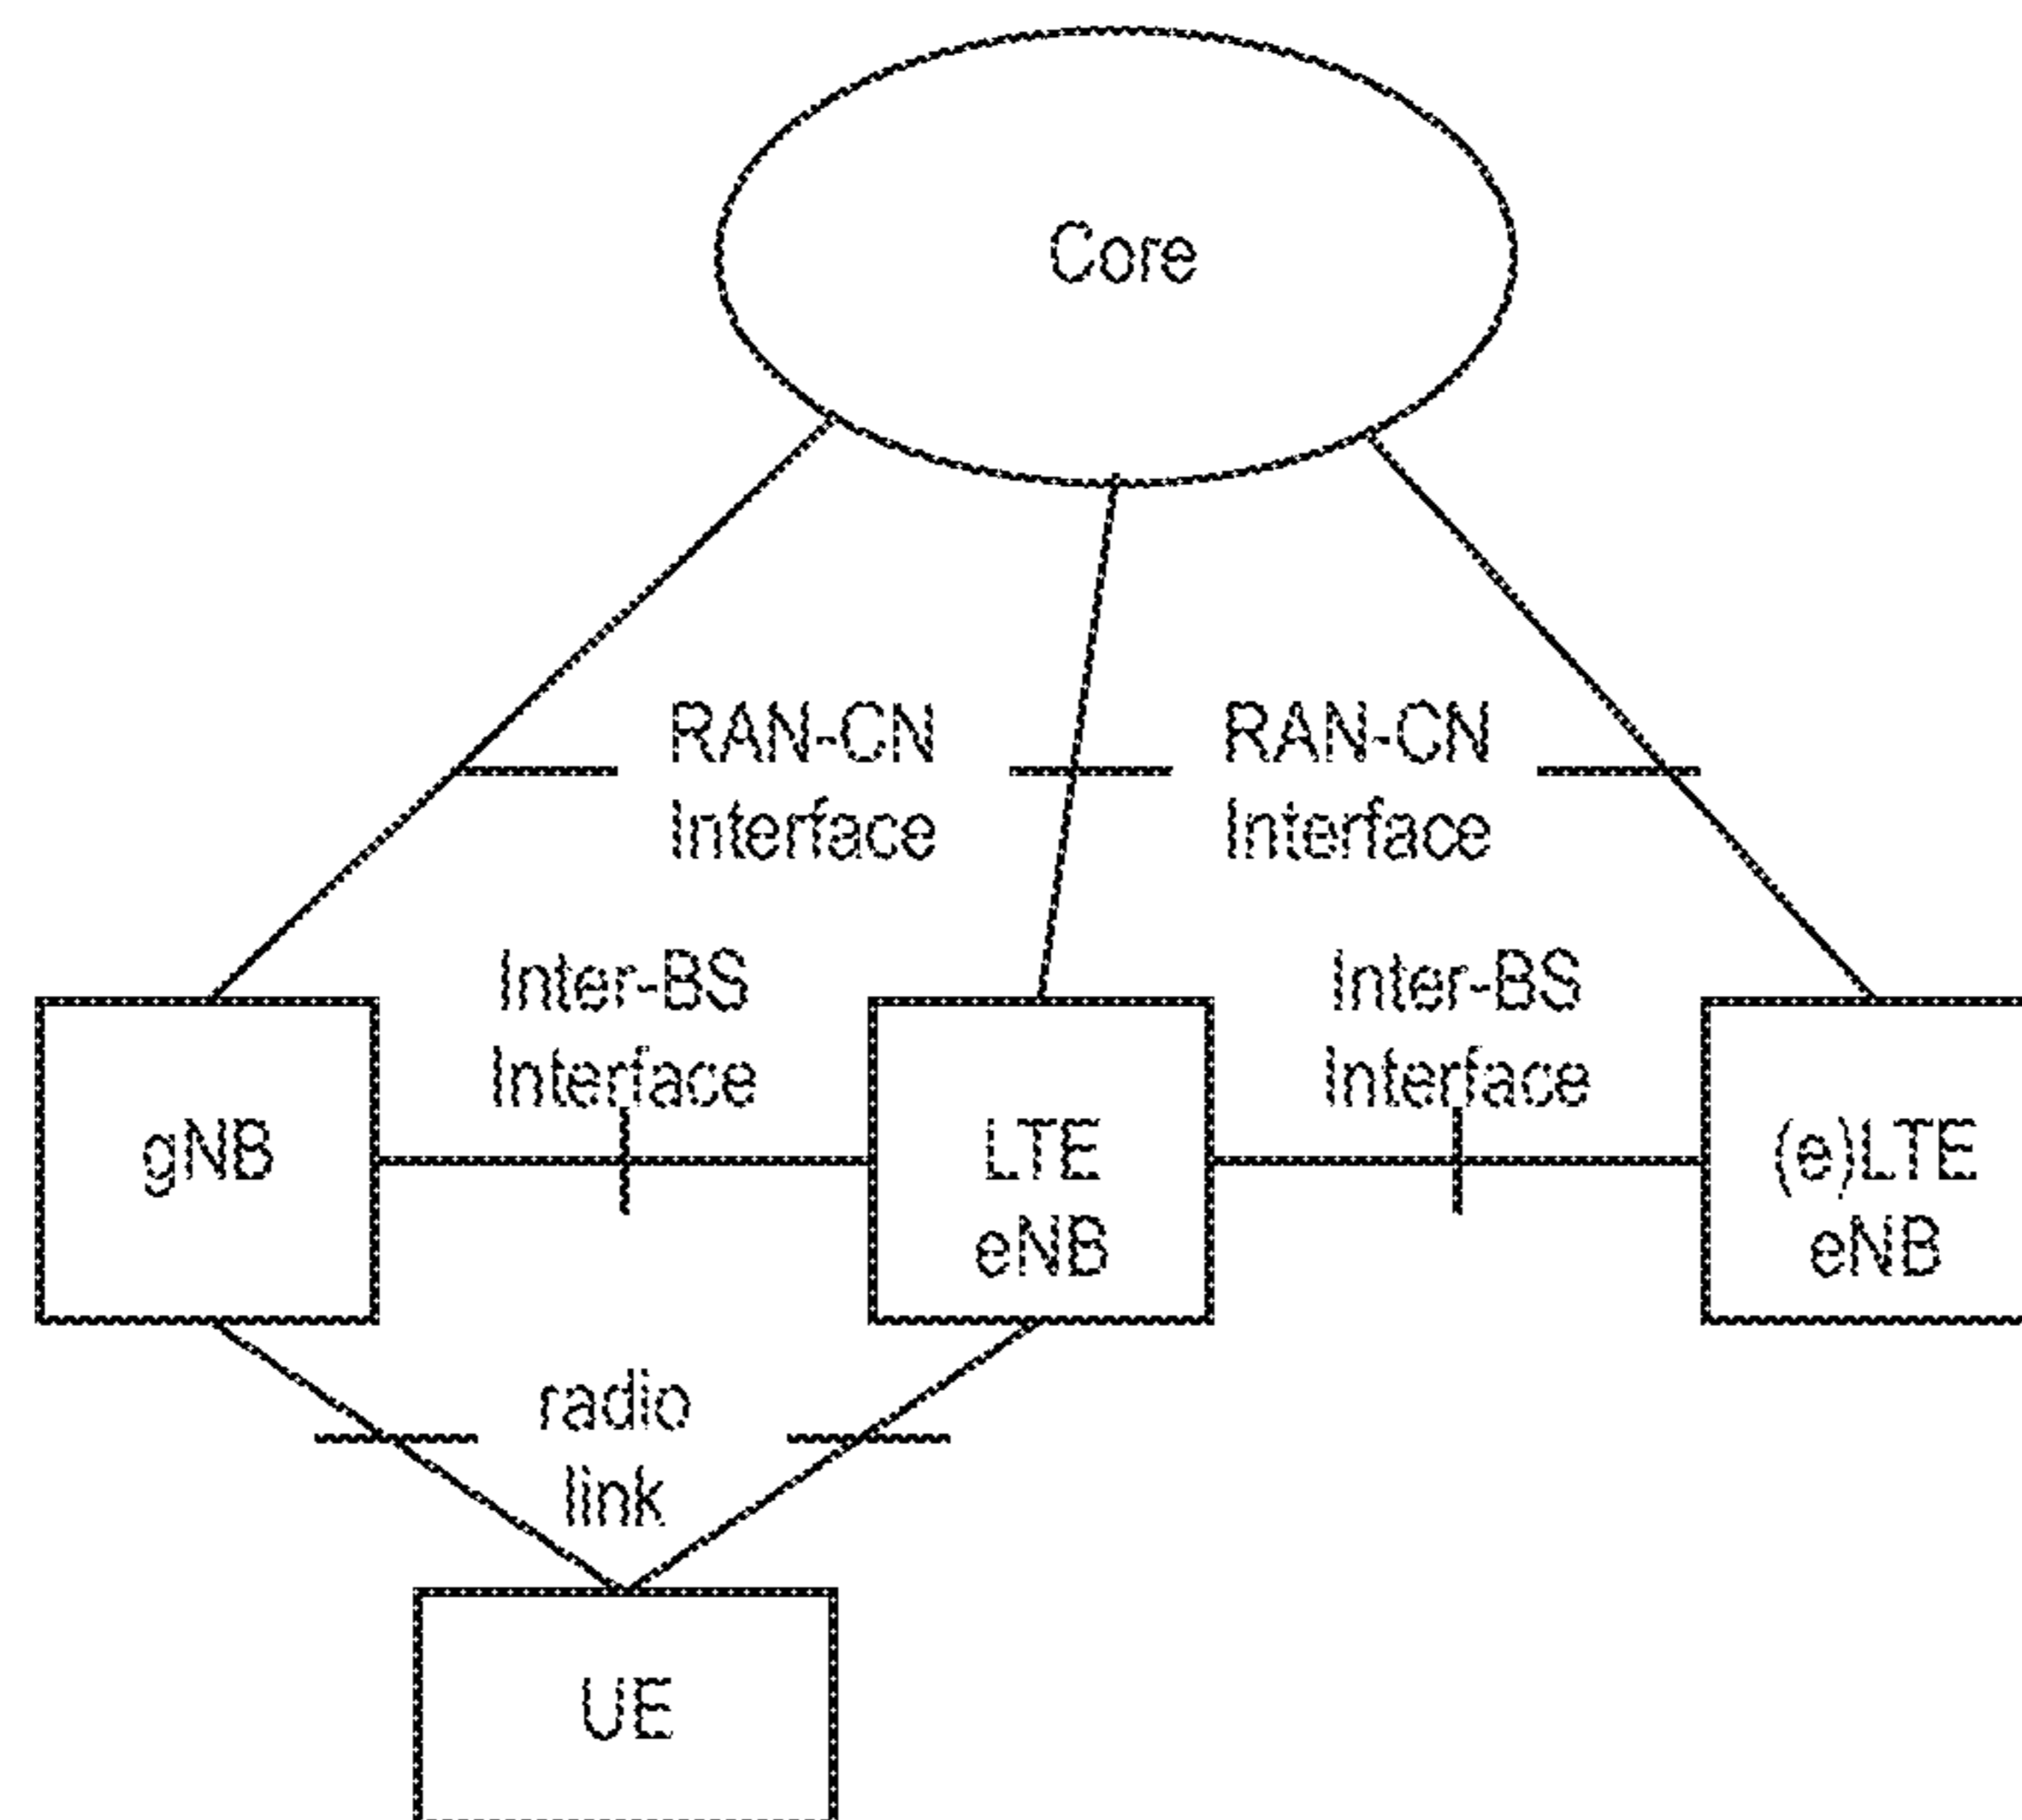 Core
RAN-CN
Interface
RAN-CN
Interface
Inter-BS
Interface
Inter-BS
Interface
gNB
LTE
eNB
(e)LTE
eNB
radio
link
UE